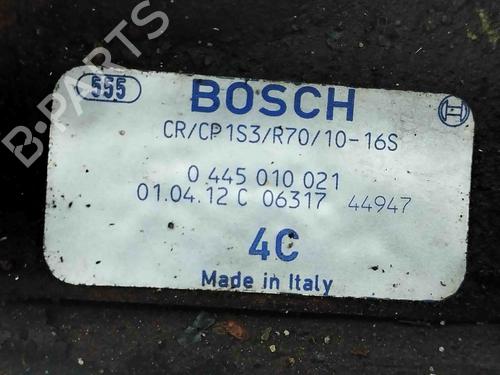 555
BOSCH
CR/CP1S3/R70/10-16S
0 445 010 021
01.04.12 C 06317 44947
4C
Made in Italy
B-PARTS